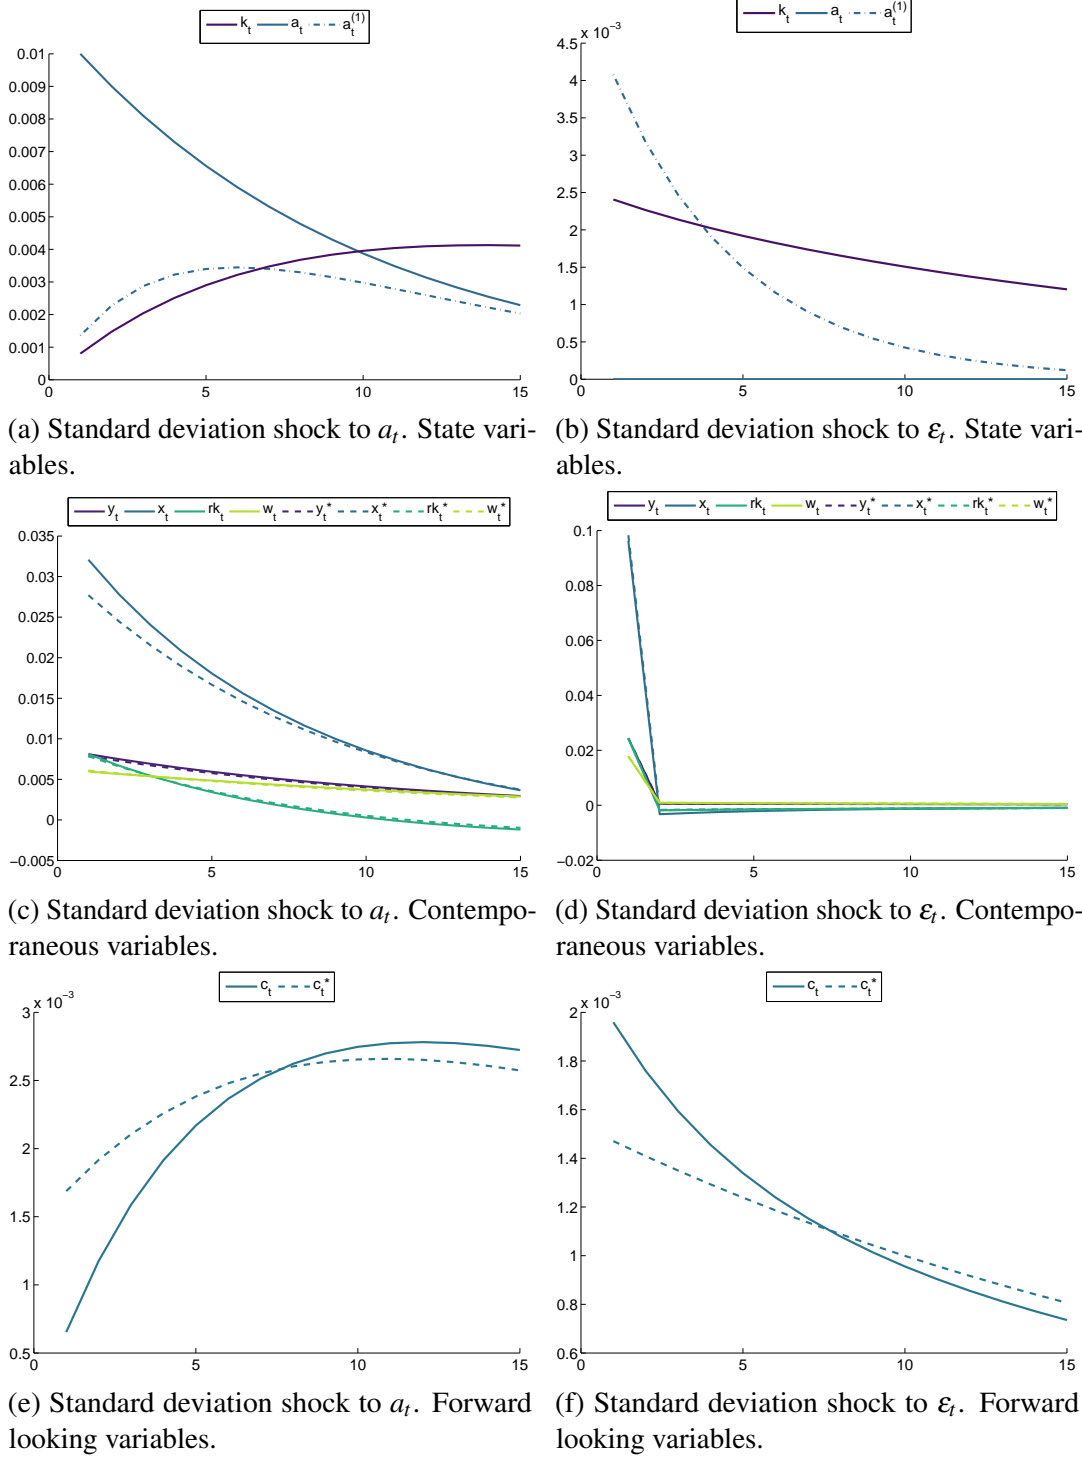 k_t a_t a_t^(1)
0.01
0.009
0.008
0.007
0.006
0.005
0.004
0.003
0.002
0.001
0
0 5 10 15
(a) Standard deviation shock to a_t. State vari-
ables.
k_t a_t a_t^(1)
x 10^−3
4.5
4
3.5
3
2.5
2
1.5
1
0.5
0
0 5 10 15
(b) Standard deviation shock to ε_t. State vari-
ables.
y_t x_t rk_t w_t y_t^* x_t^* rk_t^* w_t^*
0.035
0.03
0.025
0.02
0.015
0.01
0.005
0
−0.005
0 5 10 15
(c) Standard deviation shock to a_t. Contempo-
raneous variables.
y_t x_t rk_t w_t y_t^* x_t^* rk_t^* w_t^*
0.1
0.08
0.06
0.04
0.02
0
−0.02
0 5 10 15
(d) Standard deviation shock to ε_t. Contempo-
raneous variables.
c_t c_t^*
x 10^−3
3
2.5
2
1.5
1
0.5
0 5 10 15
(e) Standard deviation shock to a_t. Forward
looking variables.
c_t c_t^*
x 10^−3
2
1.8
1.6
1.4
1.2
1
0.8
0.6
0 5 10 15
(f) Standard deviation shock to ε_t. Forward
looking variables.